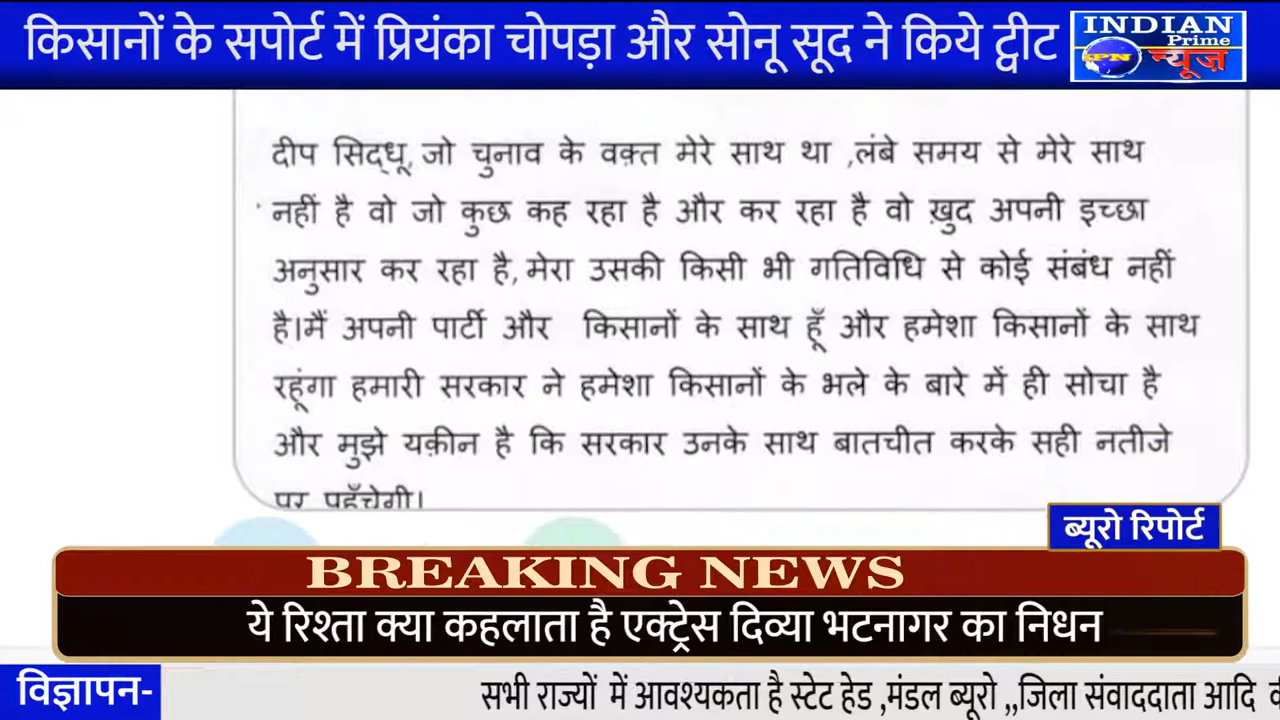 किसानों के सपोर्ट में प्रियंका चोपड़ा और सोनू सूद ने किये ट्वीट
INDIAN
Prime
IPN
न्यूज़
दीप सिद्धू, जो चुनाव के वक़्त मेरे साथ था ,लंबे समय से मेरे साथ
नहीं है वो जो कुछ कह रहा है और कर रहा है वो ख़ुद अपनी इच्छा
अनुसार कर रहा है, मेरा उसकी किसी भी गतिविधि से कोई संबंध नहीं
है।मैं अपनी पार्टी और किसानों के साथ हूँ और हमेशा किसानों के साथ
रहूंगा हमारी सरकार ने हमेशा किसानों के भले के बारे में ही सोचा है
और मुझे यक़ीन है कि सरकार उनके साथ बातचीत करके सही नतीजे
पर पहुँचेगी।
ब्यूरो रिपोर्ट
BREAKING NEWS
ये रिश्ता क्या कहलाता है एक्ट्रेस दिव्या भटनागर का निधन
विज्ञापन-
सभी राज्यों में आवश्यकता है स्टेट हेड ,मंडल ब्यूरो ,,जिला संवाददाता आदि